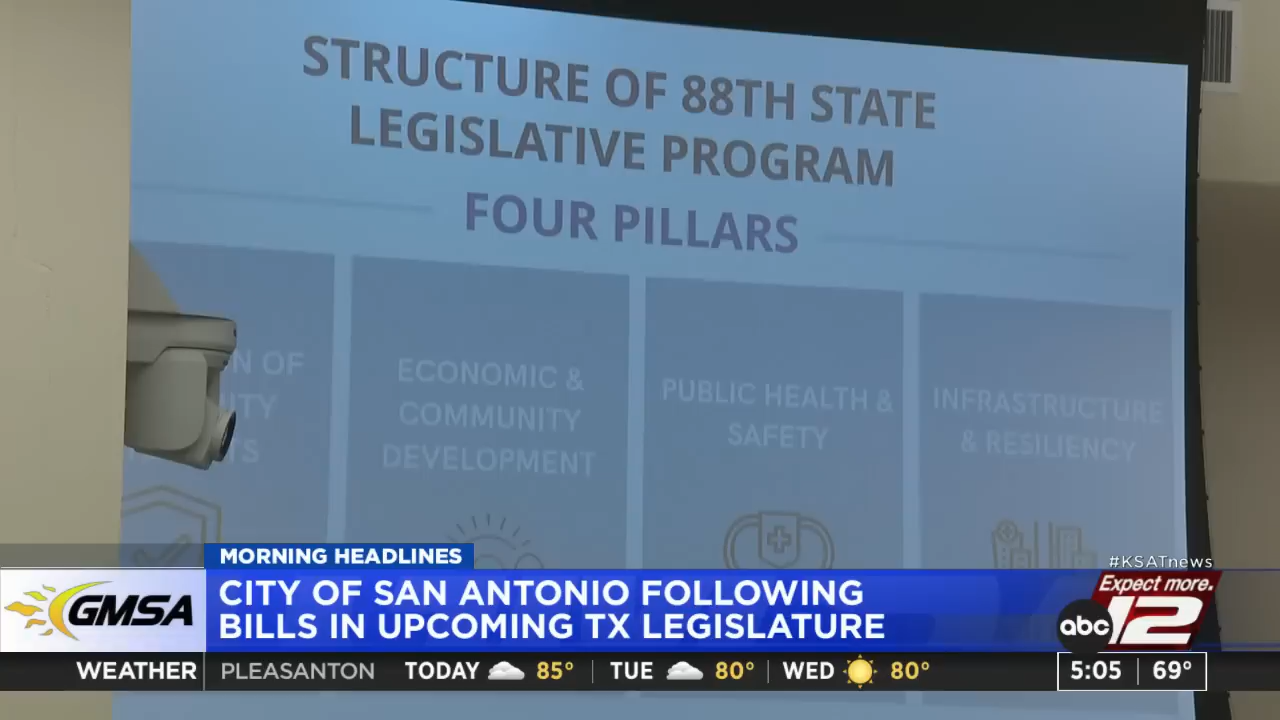 STRUCTURE OF 88TH STATE
LEGISLATIVE PROGRAM
FOUR PILLARS
OF
ECONOMIC &
COMMUNITY
DEVELOPMENT
PUBLIC HEALTH &
SAFETY
INFRASTRUCTURE
& RESILIENCY
MORNING HEADLINES
#KSATnews
GMSA
CITY OF SAN ANTONIO FOLLOWING
BILLS IN UPCOMING TX LEGISLATURE
Expect more.
abc 12
WEATHER PLEASANTON TODAY 85° TUE 80° WED 80° 5:05 69°